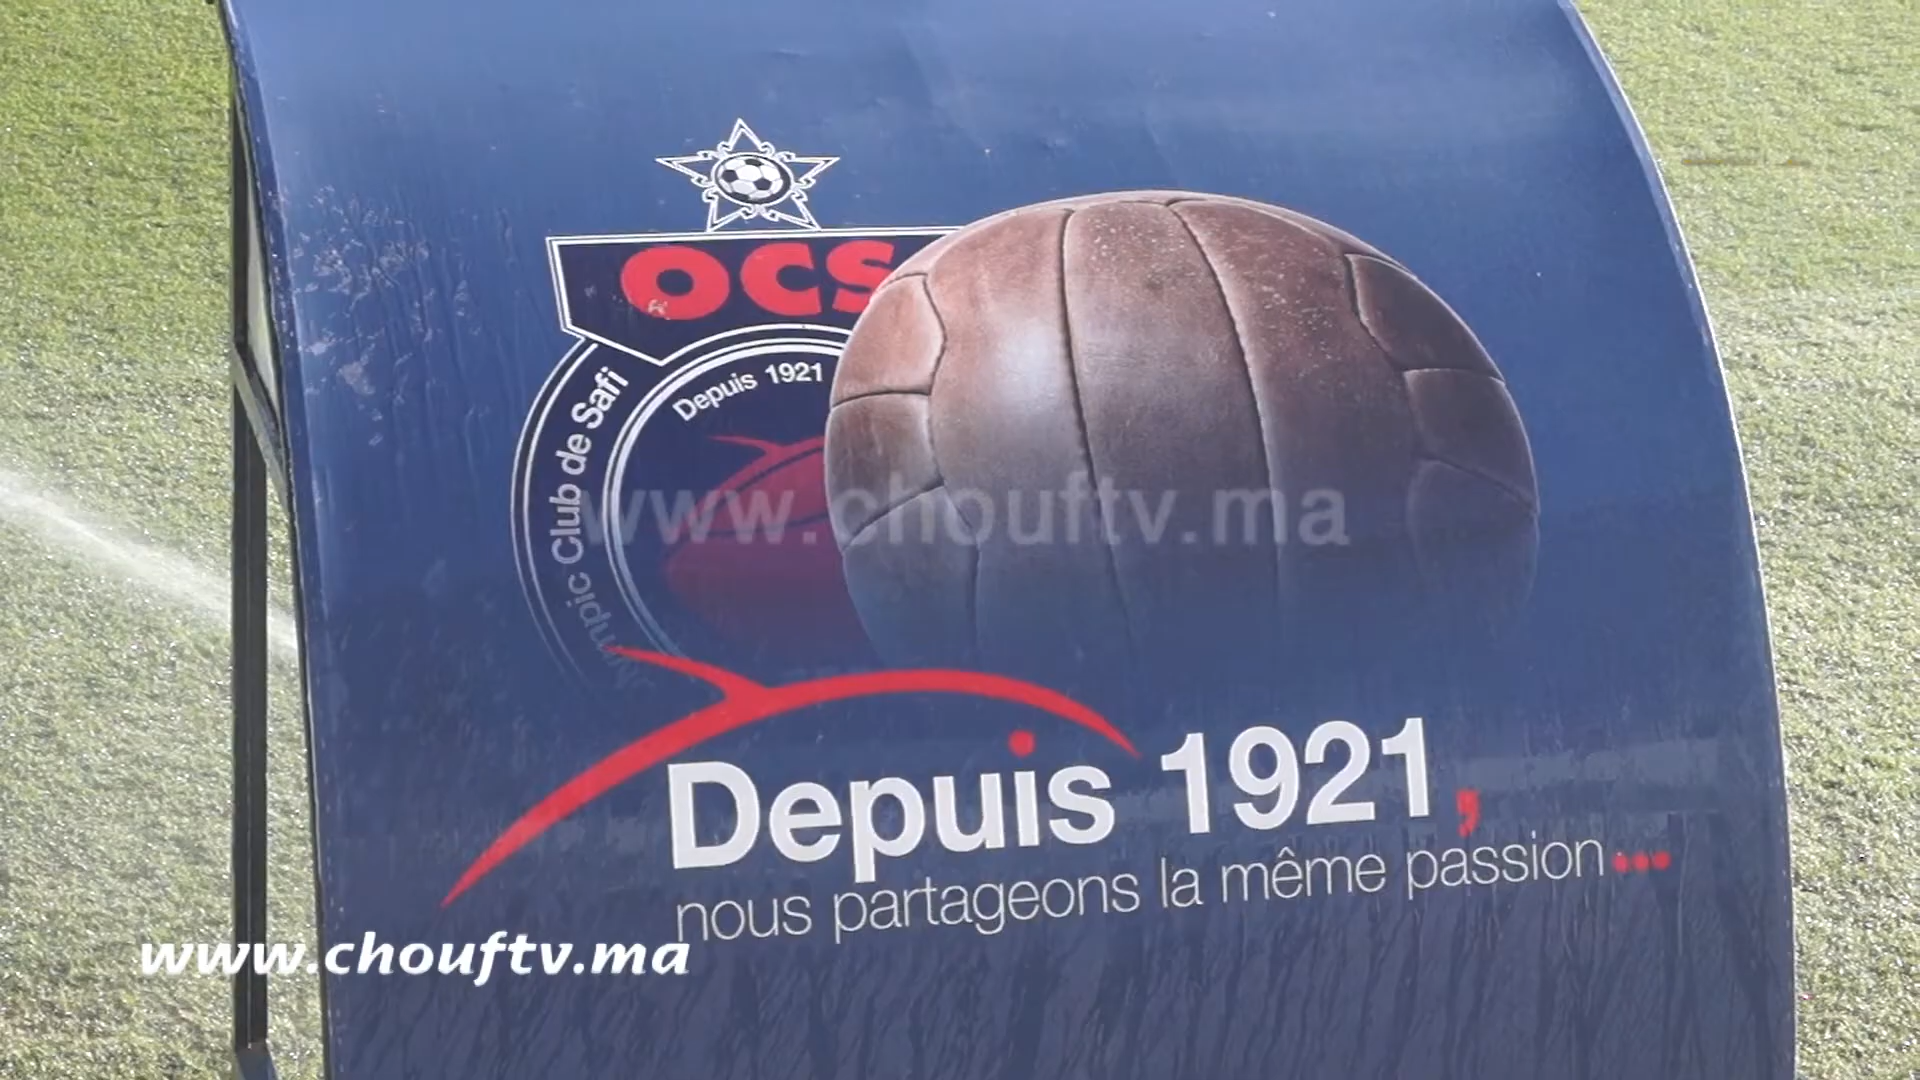 OCS
Depuis 1921
Olympic Club de Safi
www.chouftv.ma
Depuis 1921,
nous partageons la même passion...
www.chouftv.ma